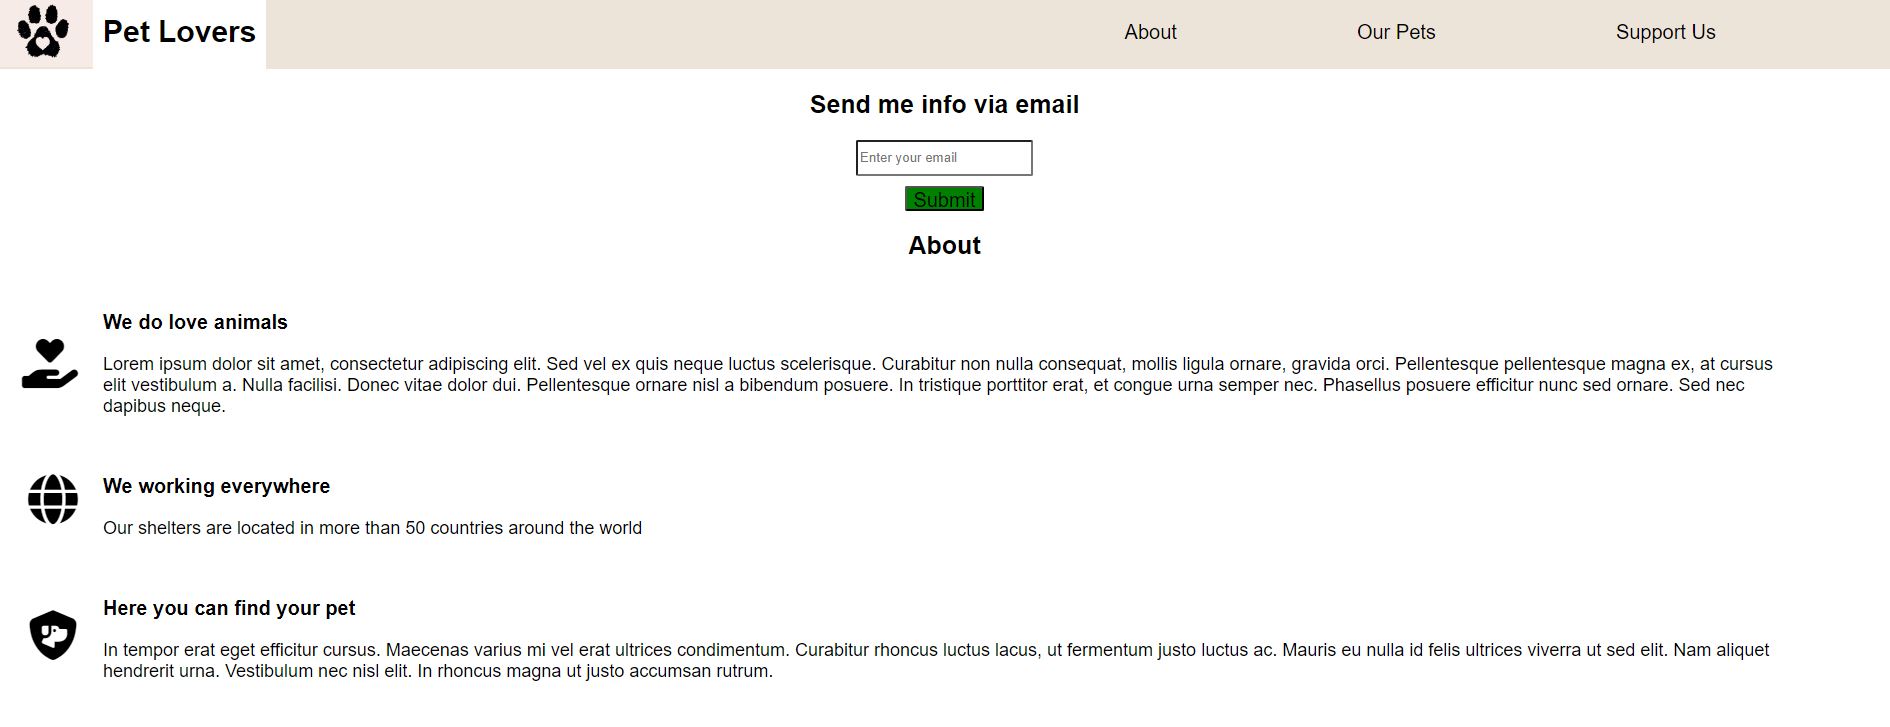 Pet Lovers
About
Our Pets
Support Us
Send me info via email
Enter your email
Submit
About
We do love animals
Lorem ipsum dolor sit amet, consectetur adipiscing elit. Sed vel ex quis neque luctus scelerisque. Curabitur non nulla consequat, mollis ligula ornare, gravida orci. Pellentesque pellentesque magna ex, at cursus
elit vestibulum a. Nulla facilisi. Donec vitae dolor dui. Pellentesque ornare nisl a bibendum posuere. In tristique porttitor erat, et congue urna semper nec. Phasellus posuere efficitur nunc sed ornare. Sed nec
dapibus neque.
We working everywhere
Our shelters are located in more than 50 countries around the world
Here you can find your pet
In tempor erat eget efficitur cursus. Maecenas varius mi vel erat ultrices condimentum. Curabitur rhoncus luctus lacus, ut fermentum justo luctus ac. Mauris eu nulla id felis ultrices viverra ut sed elit. Nam aliquet
hendrerit urna. Vestibulum nec nisl elit. In rhoncus magna ut justo accumsan rutrum.